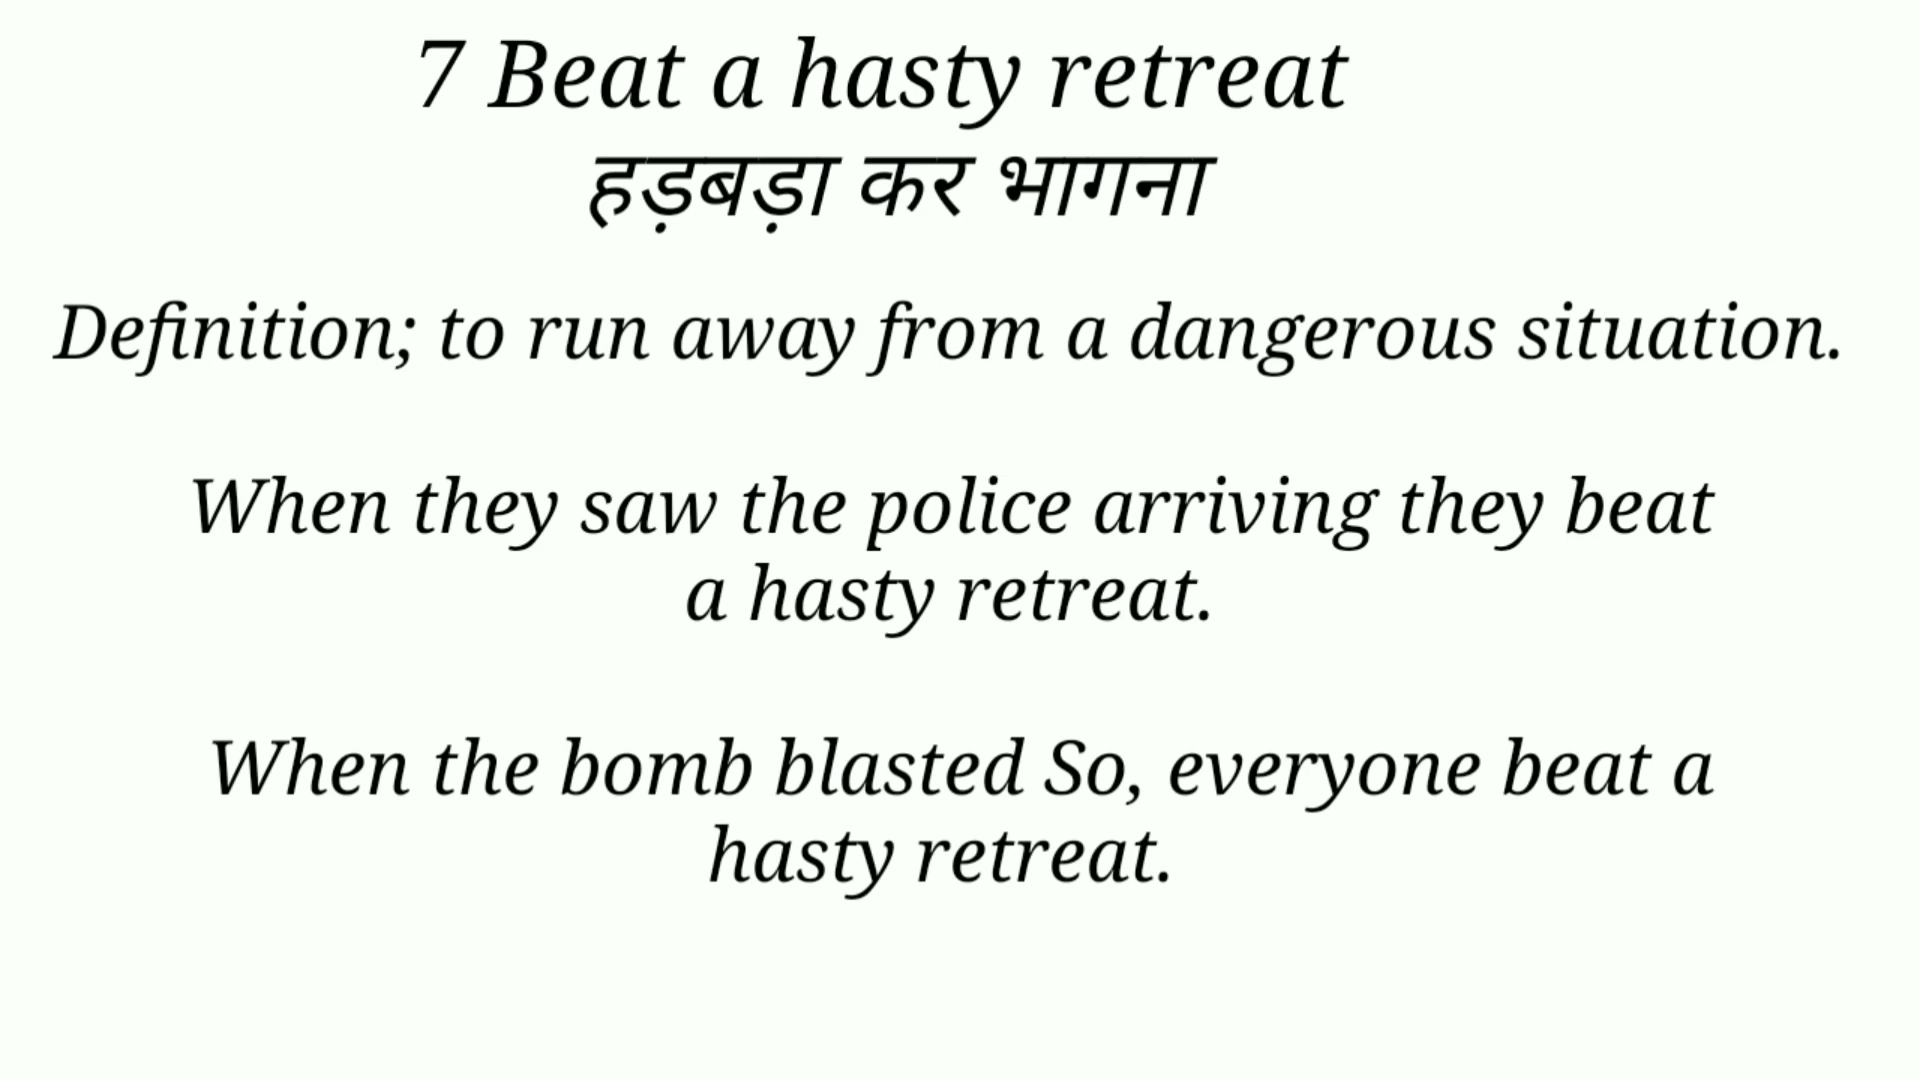 7 Beat a hasty retreat
हड़बड़ा कर भागना
Definition; to run away from a dangerous situation.
When they saw the police arriving they beat
a hasty retreat.
When the bomb blasted So, everyone beat a
hasty retreat.